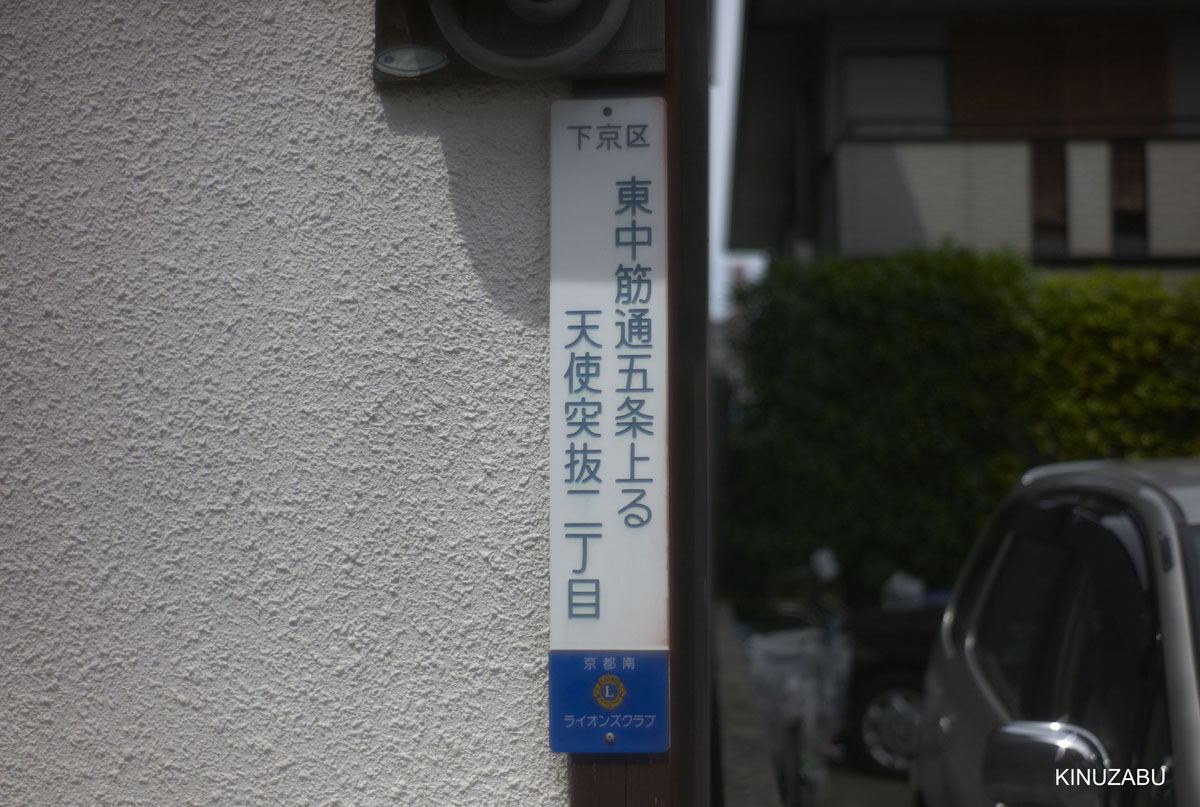 下京区
東中筋通五条上る
天使突抜二丁目
京都南
L
ライオンズクラブ
KINUZABU